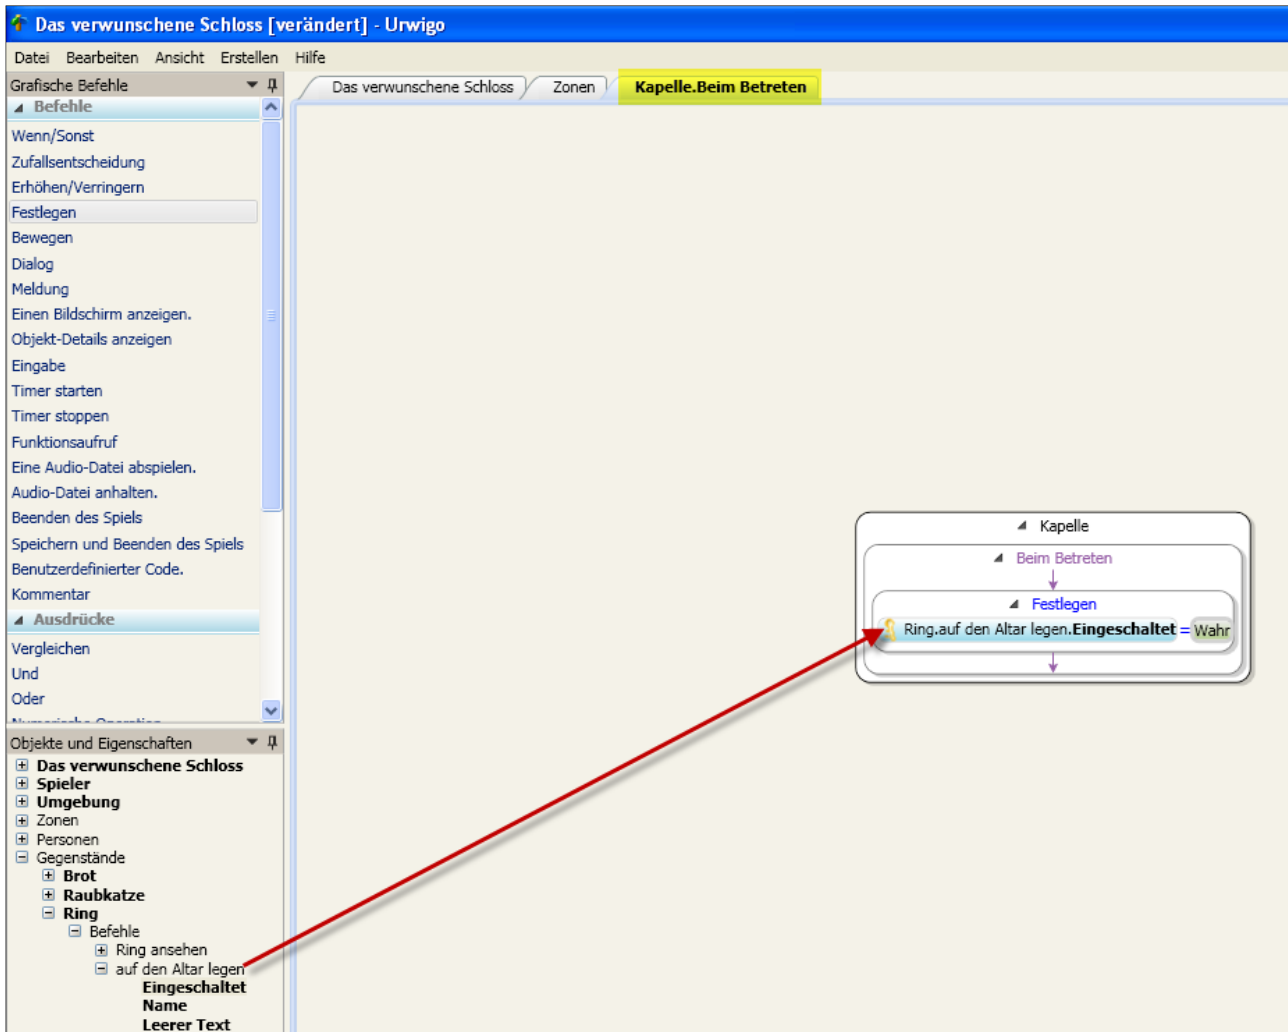 Das verwunschene Schloss [verändert] - Urwigo
Datei Bearbeiten Ansicht Erstellen Hilfe
Grafische Befehle
Das verwunschene Schloss Zonen Kapelle.Beim Betreten
Befehle
Wenn/Sonst
Zufallsentscheidung
Erhöhen/Verringern
Festlegen
Bewegen
Dialog
Meldung
Einen Bildschirm anzeigen.
Objekt-Details anzeigen
Eingabe
Timer starten
Timer stoppen
Funktionsaufruf
Eine Audio-Datei abspielen.
Audio-Datei anhalten.
Beenden des Spiels
Speichern und Beenden des Spiels
Benutzerdefinierter Code.
Kommentar
Ausdrücke
Vergleichen
Und
Oder
Numerische Operation
Objekte und Eigenschaften
Das verwunschene Schloss
Spieler
Umgebung
Zonen
Personen
Gegenstände
Brot
Raubkatze
Ring
Befehle
Ring ansehen
auf den Altar legen
Eingeschaltet
Name
Leerer Text
Kapelle
Beim Betreten
Festlegen
Ring.auf den Altar legen.Eingeschaltet = Wahr